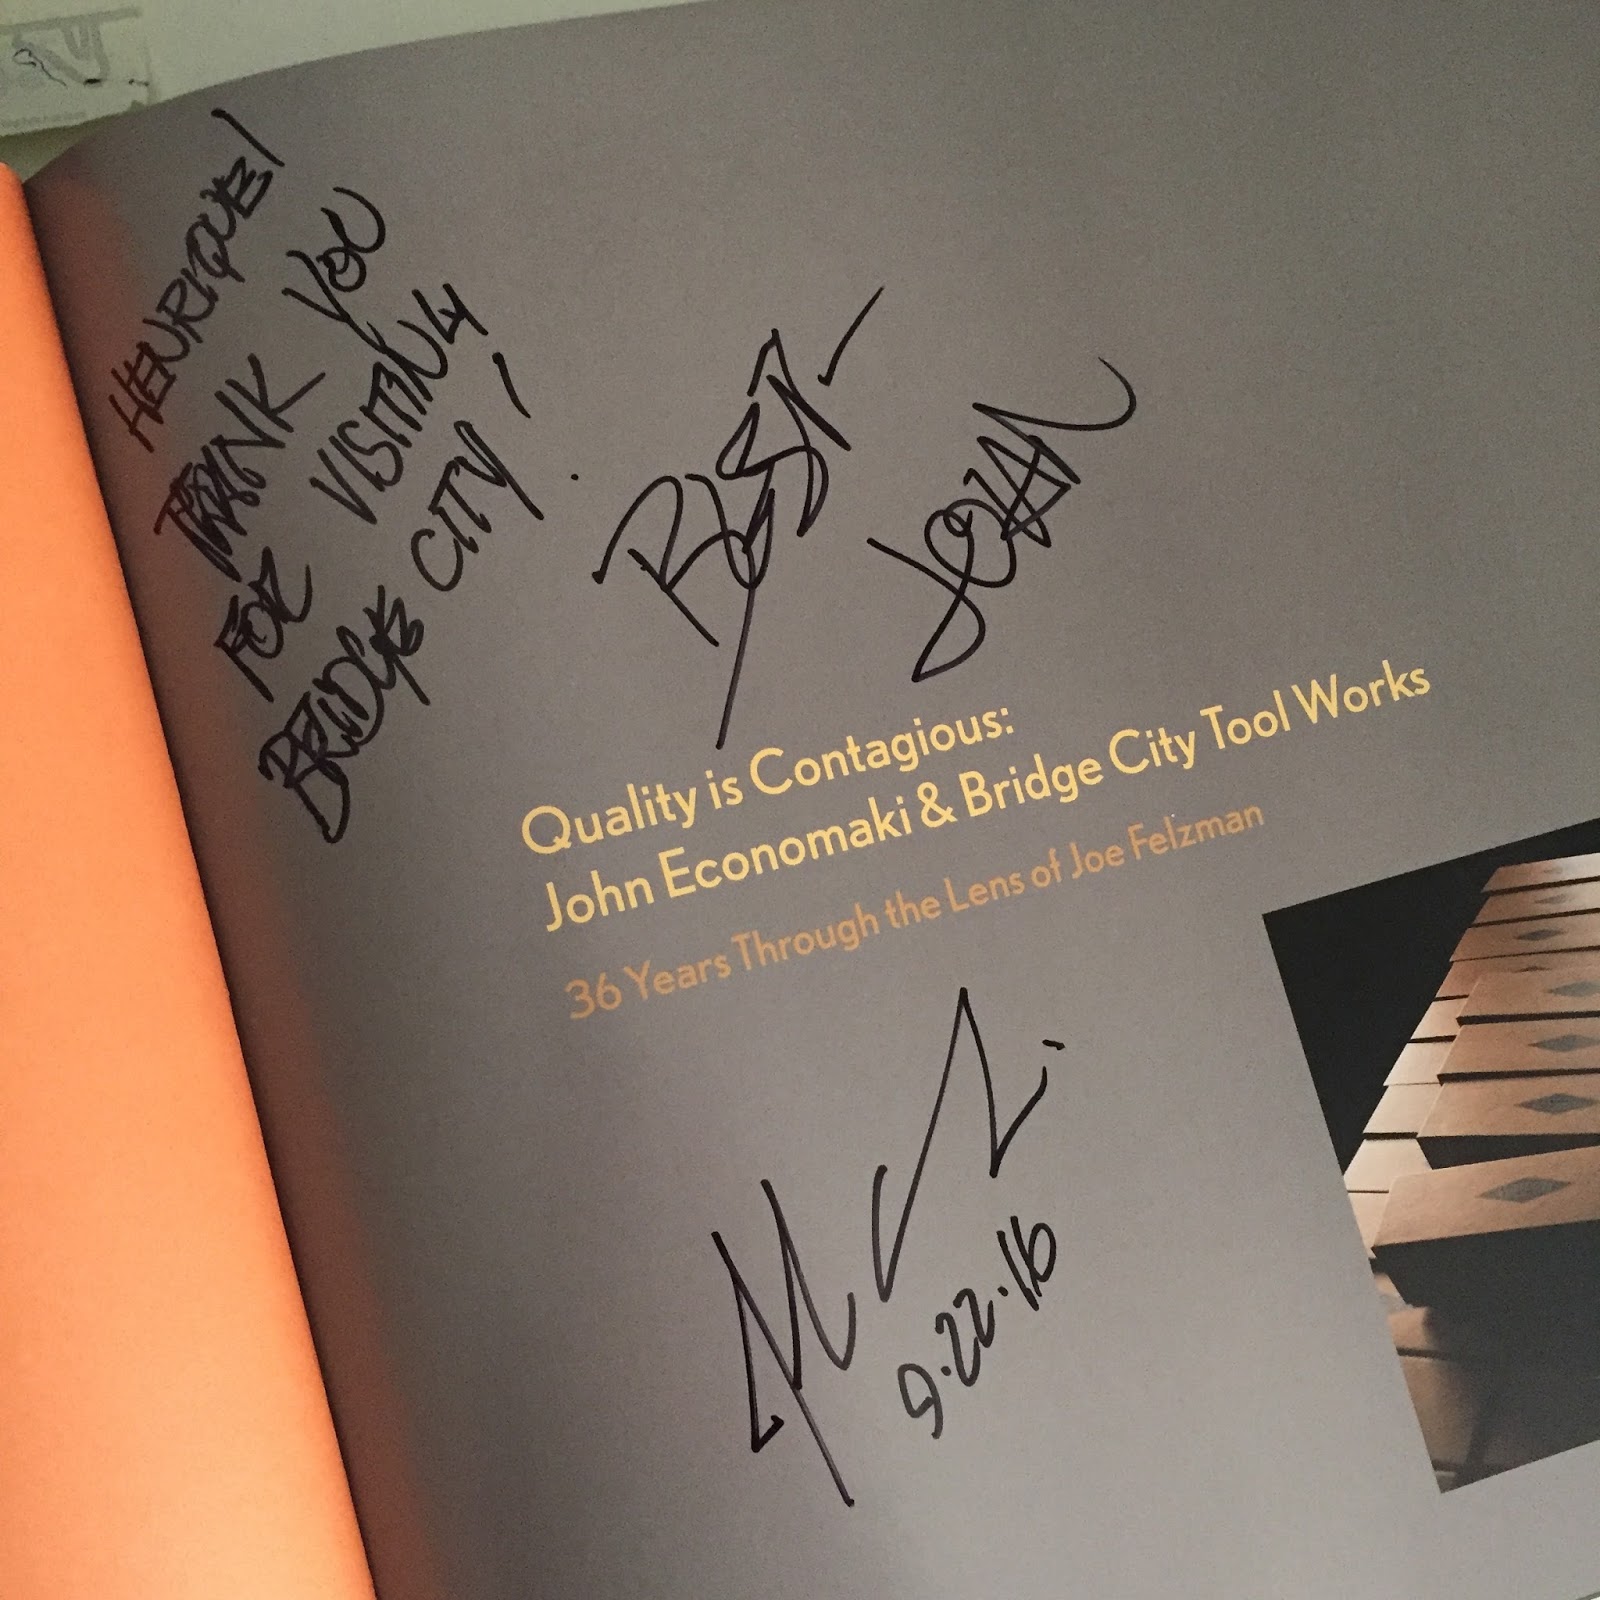 HENRIQUE!
THANK YOU
FOR VISITING
BRIDGE CITY!
BEST-
JOHN
Quality is Contagious:
John Economaki & Bridge City Tool Works
36 Years Through the Lens of Joe Felzman
9.22.16